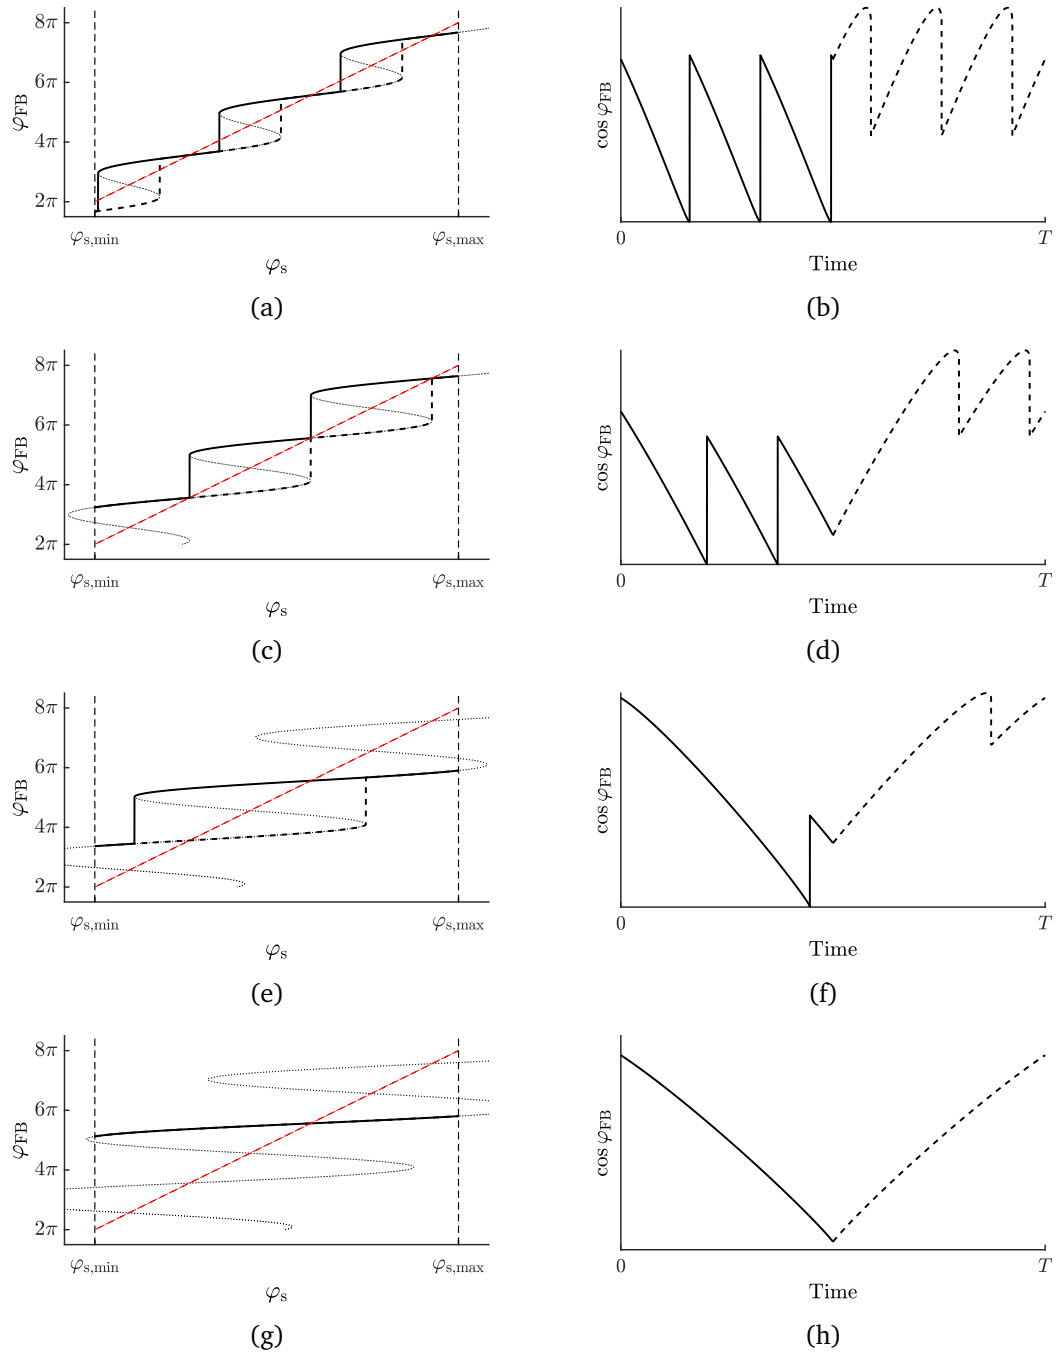 8π
6π
4π
2π
φFB
φs,min
φs,max
φs
(a)
cos φFB
0
T
Time
(b)
8π
6π
4π
2π
φFB
φs,min
φs,max
φs
(c)
cos φFB
0
T
Time
(d)
8π
6π
4π
2π
φFB
φs,min
φs,max
φs
(e)
cos φFB
0
T
Time
(f)
8π
6π
4π
2π
φFB
φs,min
φs,max
φs
(g)
cos φFB
0
T
Time
(h)